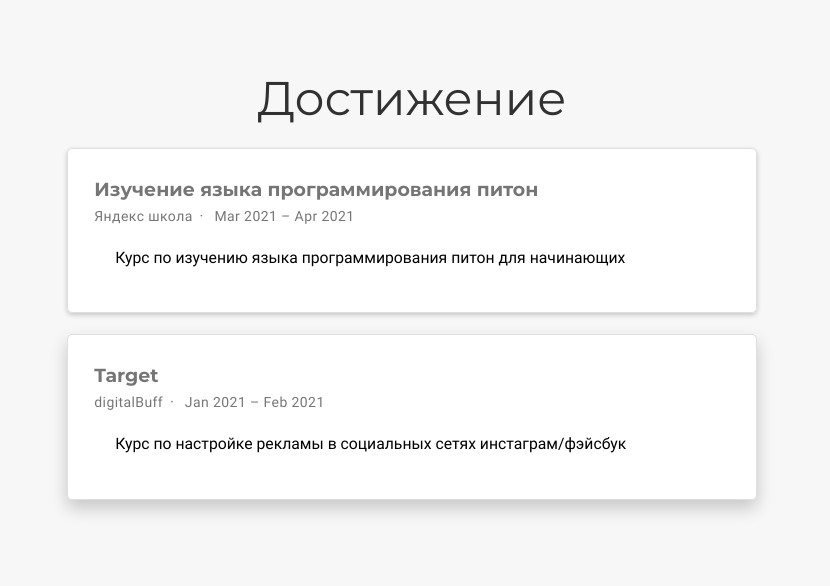 Достижение
Изучение языка программирования питон
Яндекс школа · Mar 2021 – Apr 2021
Курс по изучению языка программирования питон для начинающих
Target
digitalBuff · Jan 2021 – Feb 2021
Курс по настройке рекламы в социальных сетях инстаграм/фэйсбук